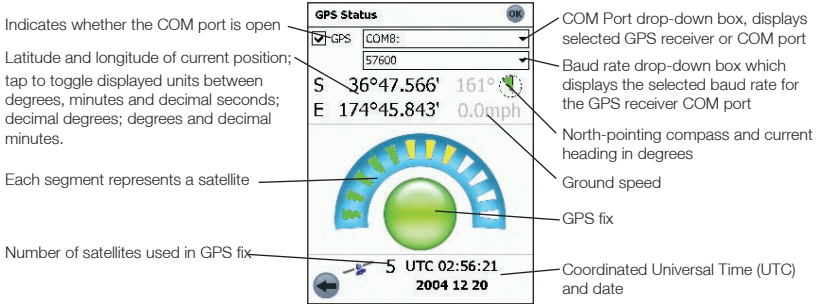 Indicates whether the COM port is open
Latitude and longitude of current position;
tap to toggle displayed units between
degrees, minutes and decimal seconds;
decimal degrees; degrees and decimal
minutes.
Each segment represents a satellite
Number of satellites used in GPS fix
GPS Status
OK
GPS
COM8:
57600
S 36°47.566' 161°
E 174°45.843' 0.0mph
5 UTC 02:56:21
2004 12 20
COM Port drop-down box, displays
selected GPS receiver or COM port
Baud rate drop-down box which
displays the selected baud rate for
the GPS receiver COM port
North-pointing compass and current
heading in degrees
Ground speed
GPS fix
Coordinated Universal Time (UTC)
and date